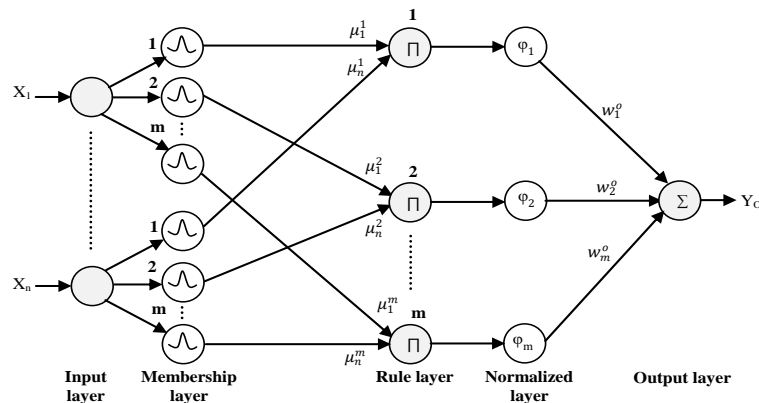 1
μ₁¹
1
φ₁
X₁
2
μₙ¹
Π
m
w₁ᵒ
μ₁²
2
1
μₙ²
Π
φ₂
w₂ᵒ
Σ
Y_O
2
wₘᵒ
Xₙ
m
μ₁ᵐ
m
μₙᵐ
Π
φₘ
Input layer
Membership layer
Rule layer
Normalized layer
Output layer